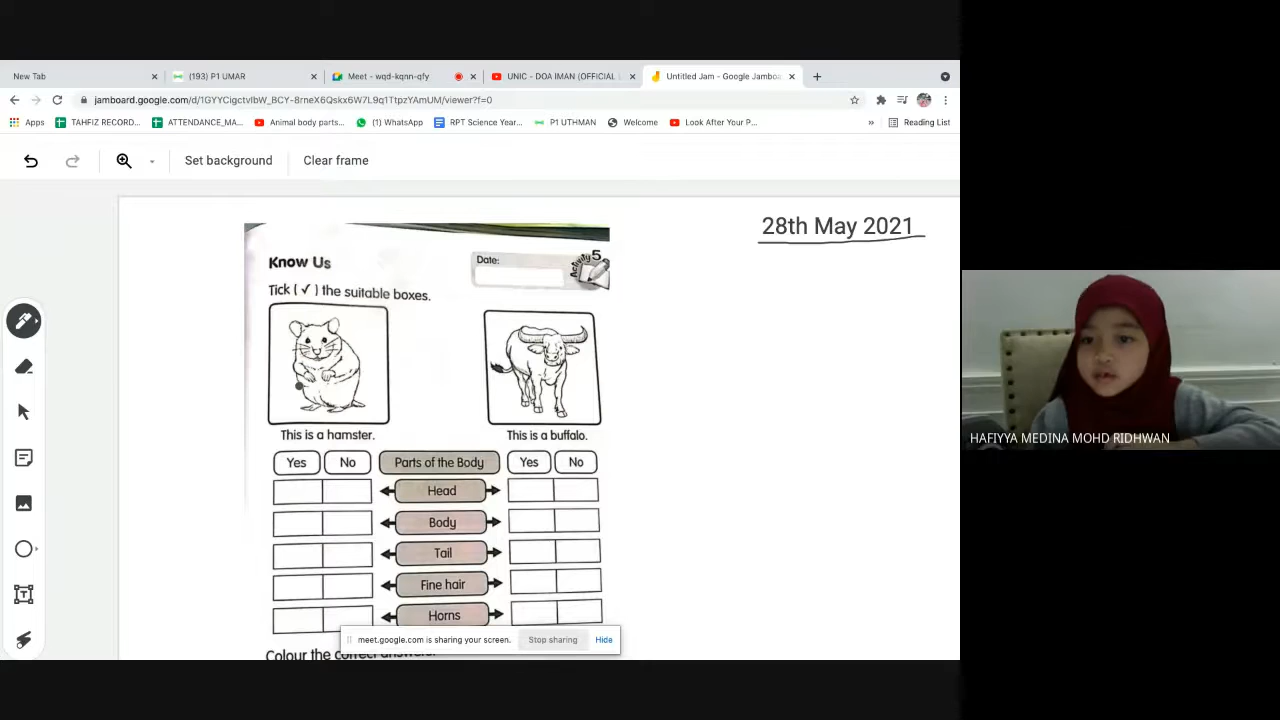 New Tab
(193) P1 UMAR
Meet - wqd-kqnn-qfy
UNIC - DOA IMAN (OFFICIAL
Untitled Jam - Google Jamboa
jamboard.google.com/d/1GYYCigctvIbW_BCY-8rneX6Qskx6W7L9q1TtpzYAmUM/viewer?f=0
Apps
TAHFIZ RECORD...
ATTENDANCE_MA...
Animal body parts...
(1) WhatsApp
RPT Science Year...
P1 UTHMAN
Welcome
Look After Your P...
»
Reading List
Set background
Clear frame
28th May 2021
Know Us
Date:
Activity 5
Tick ( ✓ ) the suitable boxes.
This is a hamster.
This is a buffalo.
Yes No Parts of the Body Yes No
Head
Body
Tail
Fine hair
Horns
meet.google.com is sharing your screen. Stop sharing Hide
Colour the correct answers.
HAFIYYA MEDINA MOHD RIDHWAN